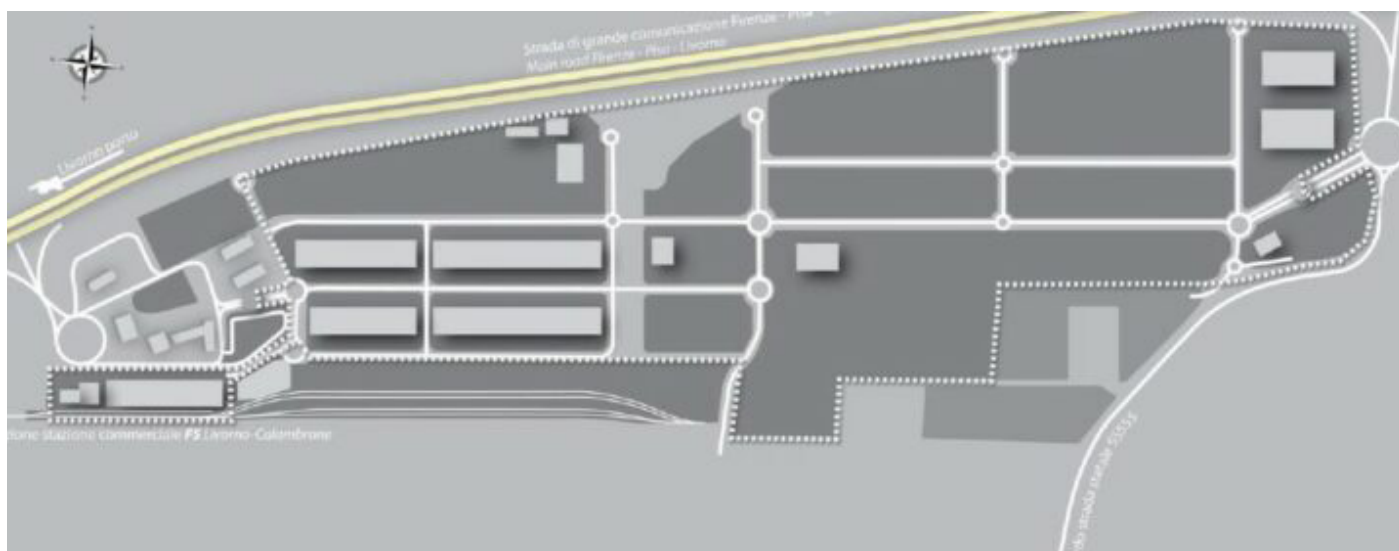 Strada di grande comunicazione Firenze - Pisa -
Main road Firenze - Pisa - Livorno
Livorno porto
stazione commerciale FS Livorno-Calambrone
strada statale SS555